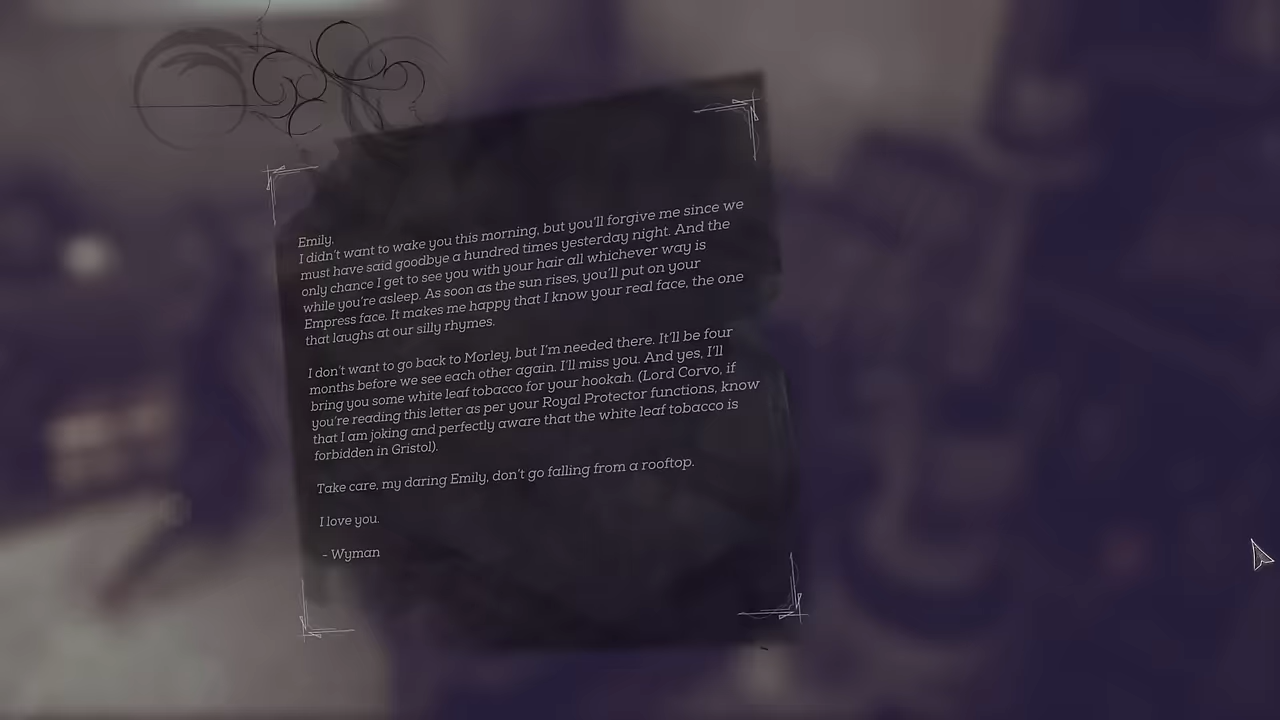 Emily,
I didn't want to wake you this morning, but you'll forgive me since we
must have said goodbye a hundred times yesterday night. And the
only chance I get to see you with your hair all whichever way is
while you're asleep. As soon as the sun rises, you'll put on your
Empress face. It makes me happy that I know your real face, the one
that laughs at our silly rhymes.
I don't want to go back to Morley, but I'm needed there. It'll be four
months before we see each other again. I'll miss you. And yes, I'll
bring you some white leaf tobacco for your hookah. (Lord Corvo, if
you're reading this letter as per your Royal Protector functions, know
that I am joking and perfectly aware that the white leaf tobacco is
forbidden in Gristol).
Take care, my daring Emily, don't go falling from a rooftop.
I love you.
- Wyman